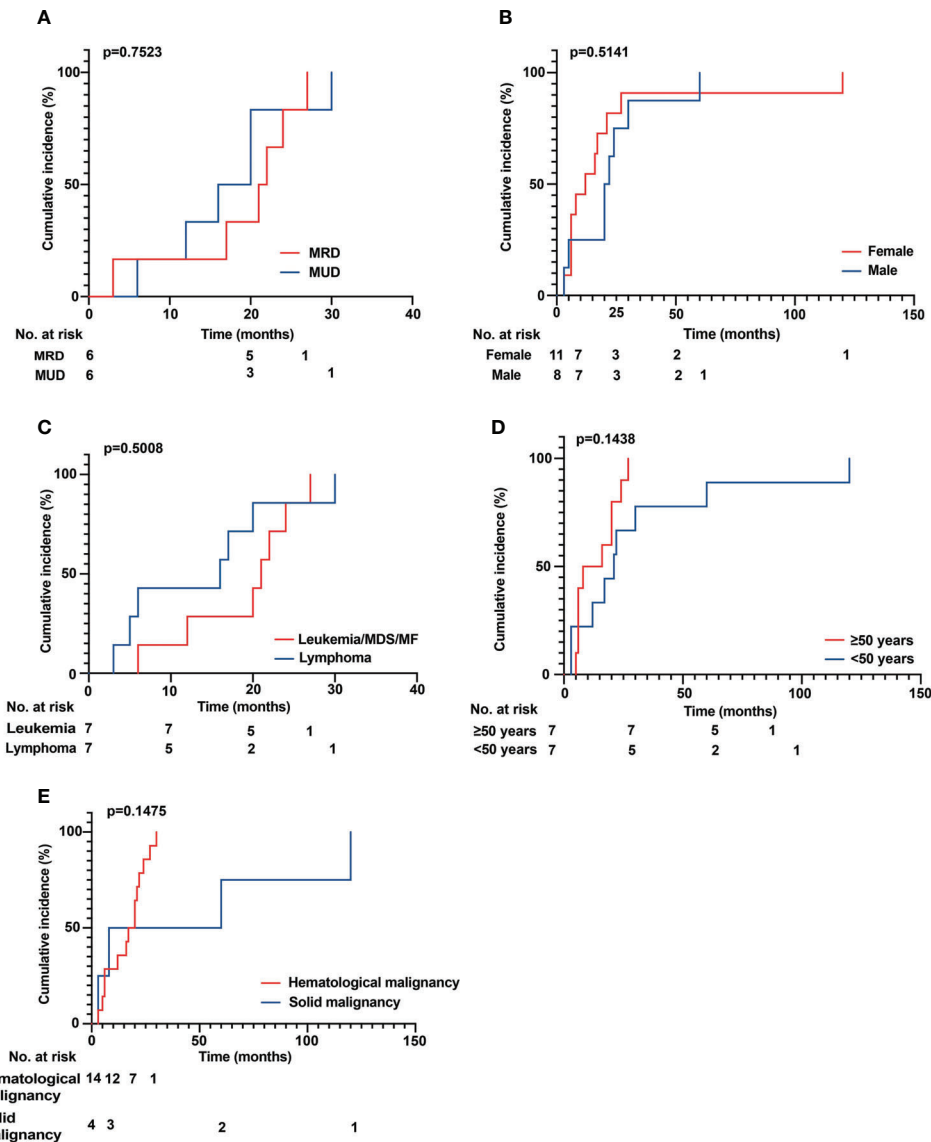 A
p=0.7523
100
50
0
Cumulative incidence (%)
MRD
MUD
0 10 20 30 40
No. at risk Time (months)
MRD 6 5 1
MUD 6 3 1
B
p=0.5141
100
50
0
Cumulative incidence (%)
Female
Male
0 25 50 100 150
No. at risk Time (months)
Female 11 7 3 2 1
Male 8 7 3 2 1
C
p=0.5008
100
50
0
Cumulative incidence (%)
Leukemia/MDS/MF
Lymphoma
0 10 20 30 40
No. at risk Time (months)
Leukemia 7 7 5 1
Lymphoma 7 5 2 1
D
p=0.1438
100
50
0
Cumulative incidence (%)
≥50 years
<50 years
0 50 100 150
No. at risk Time (months)
≥50 years 7 7 5 1
<50 years 7 5 2 1
E
p=0.1475
100
50
0
Cumulative incidence (%)
Hematological malignancy
Solid malignancy
0 50 100 150
No. at risk Time (months)
matological 14 12 7 1
alignancy
lid
alignancy 4 3 2 1